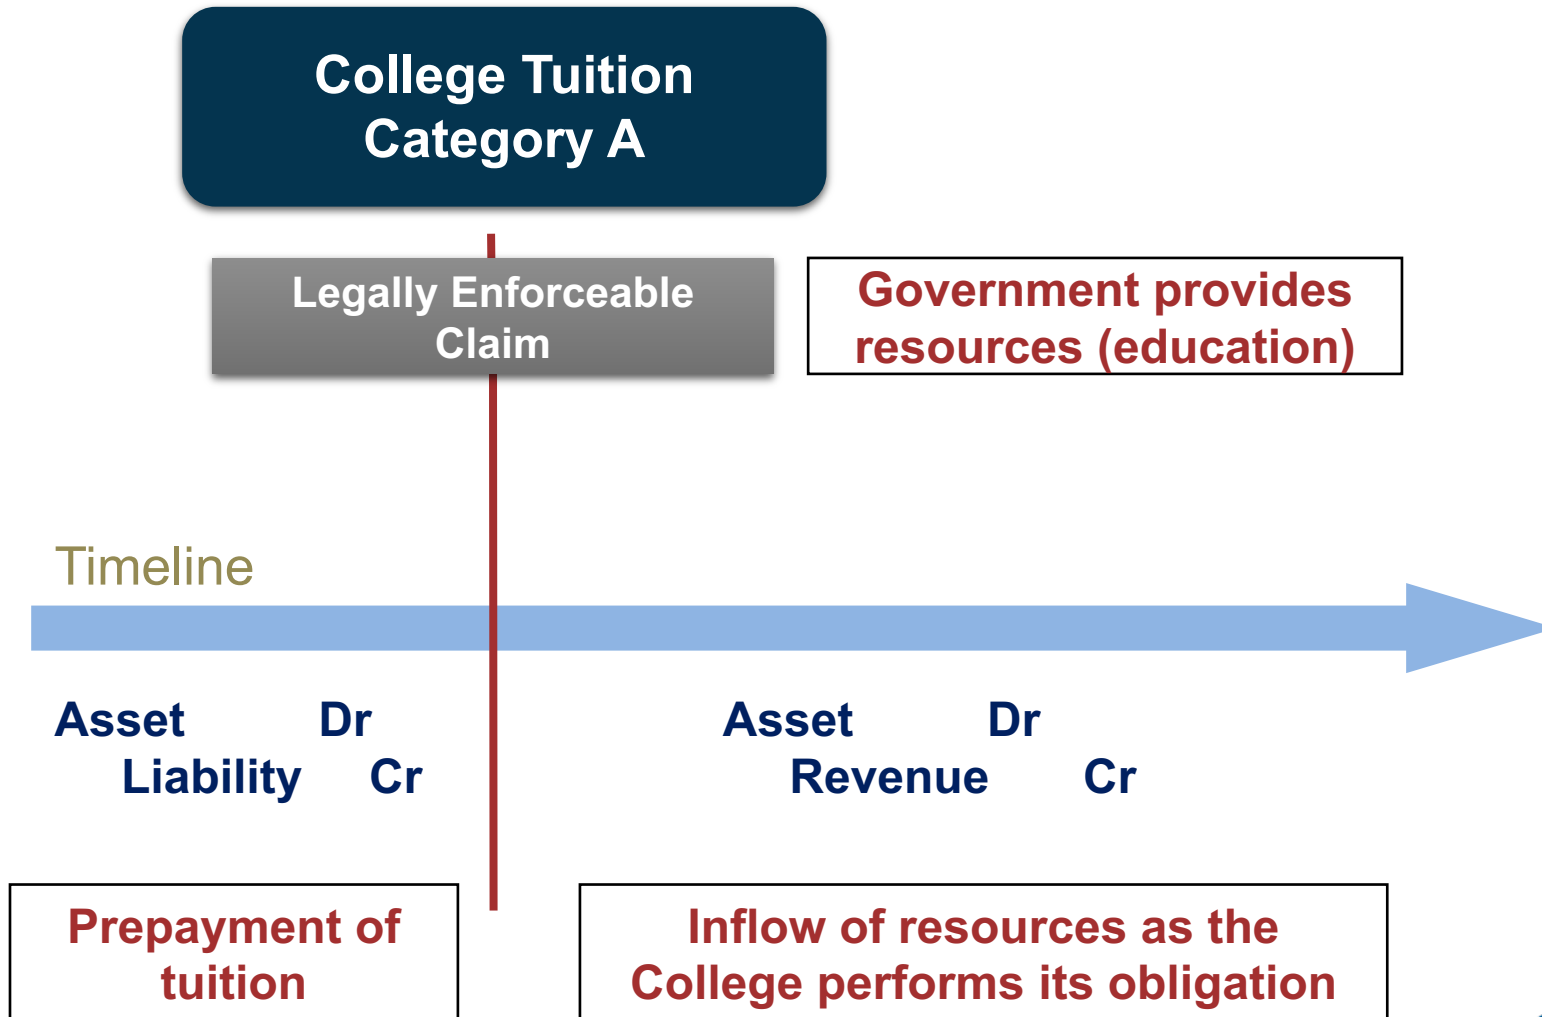 College Tuition
Category A
Legally Enforceable
Claim
Government provides
resources (education)
Timeline
Asset Dr
Liability Cr
Asset Dr
Revenue Cr
Prepayment of
tuition
Inflow of resources as the
College performs its obligation